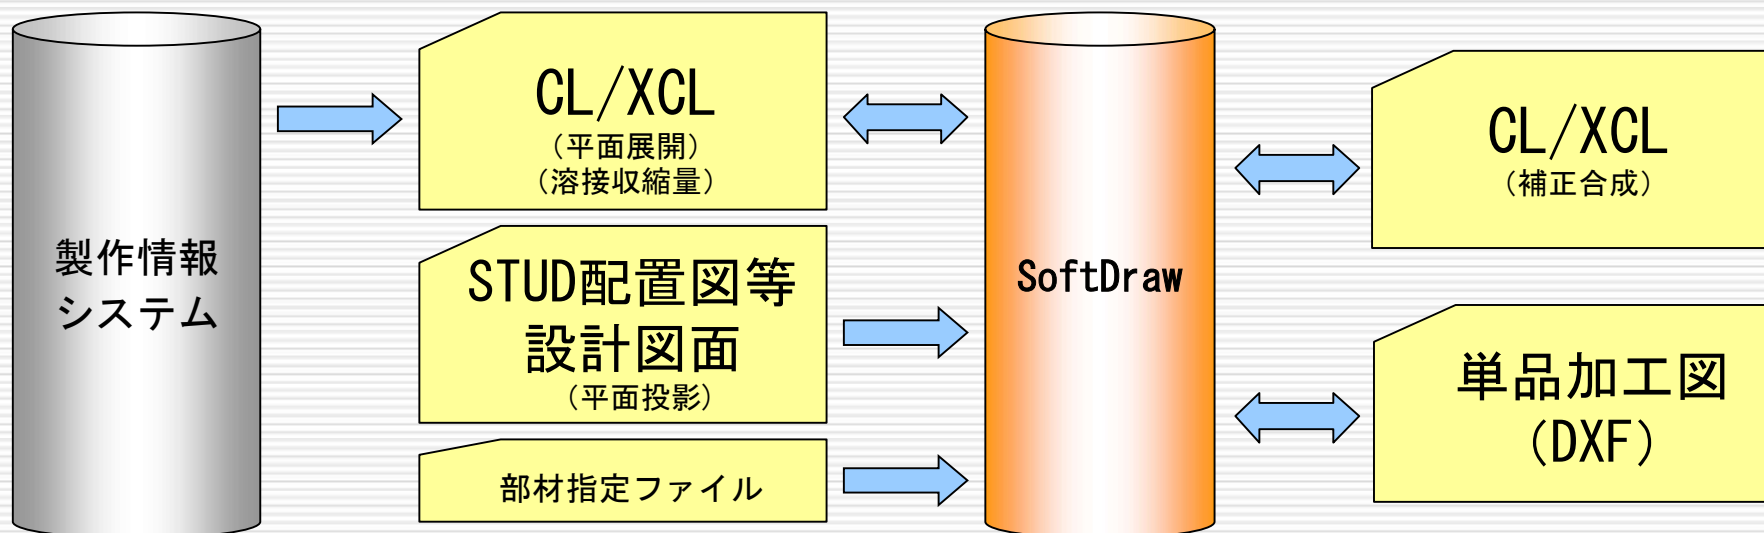 製作情報
システム
CL/XCL
（平面展開）
（溶接収縮量）
STUD配置図等
設計図面
（平面投影）
部材指定ファイル
SoftDraw
CL/XCL
（補正合成）
単品加工図
（DXF）